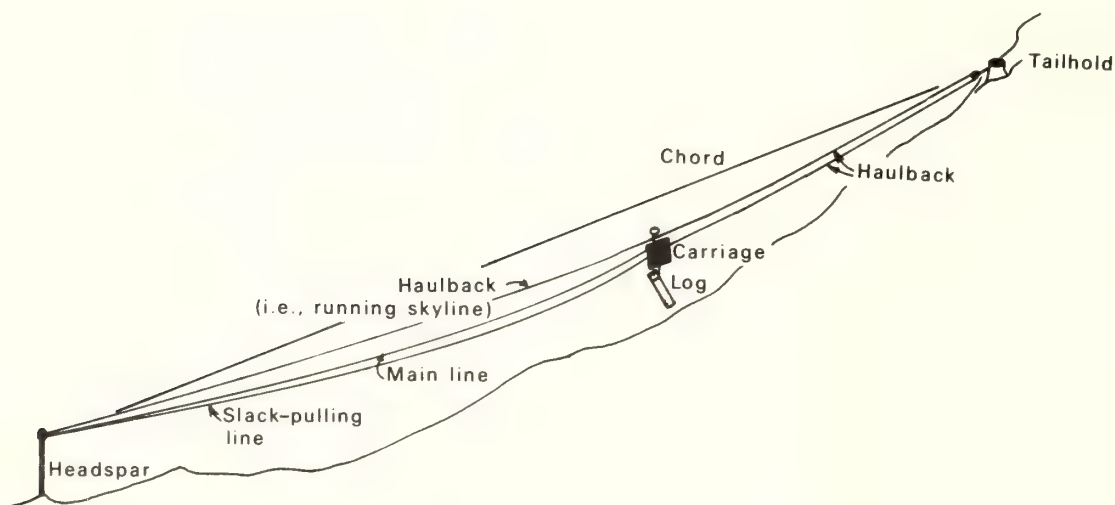 Tailhold
Chord
Haulback
Carriage
Haulback
(i.e., running skyline)
Log
Main line
Slack-pulling
line
Headspar